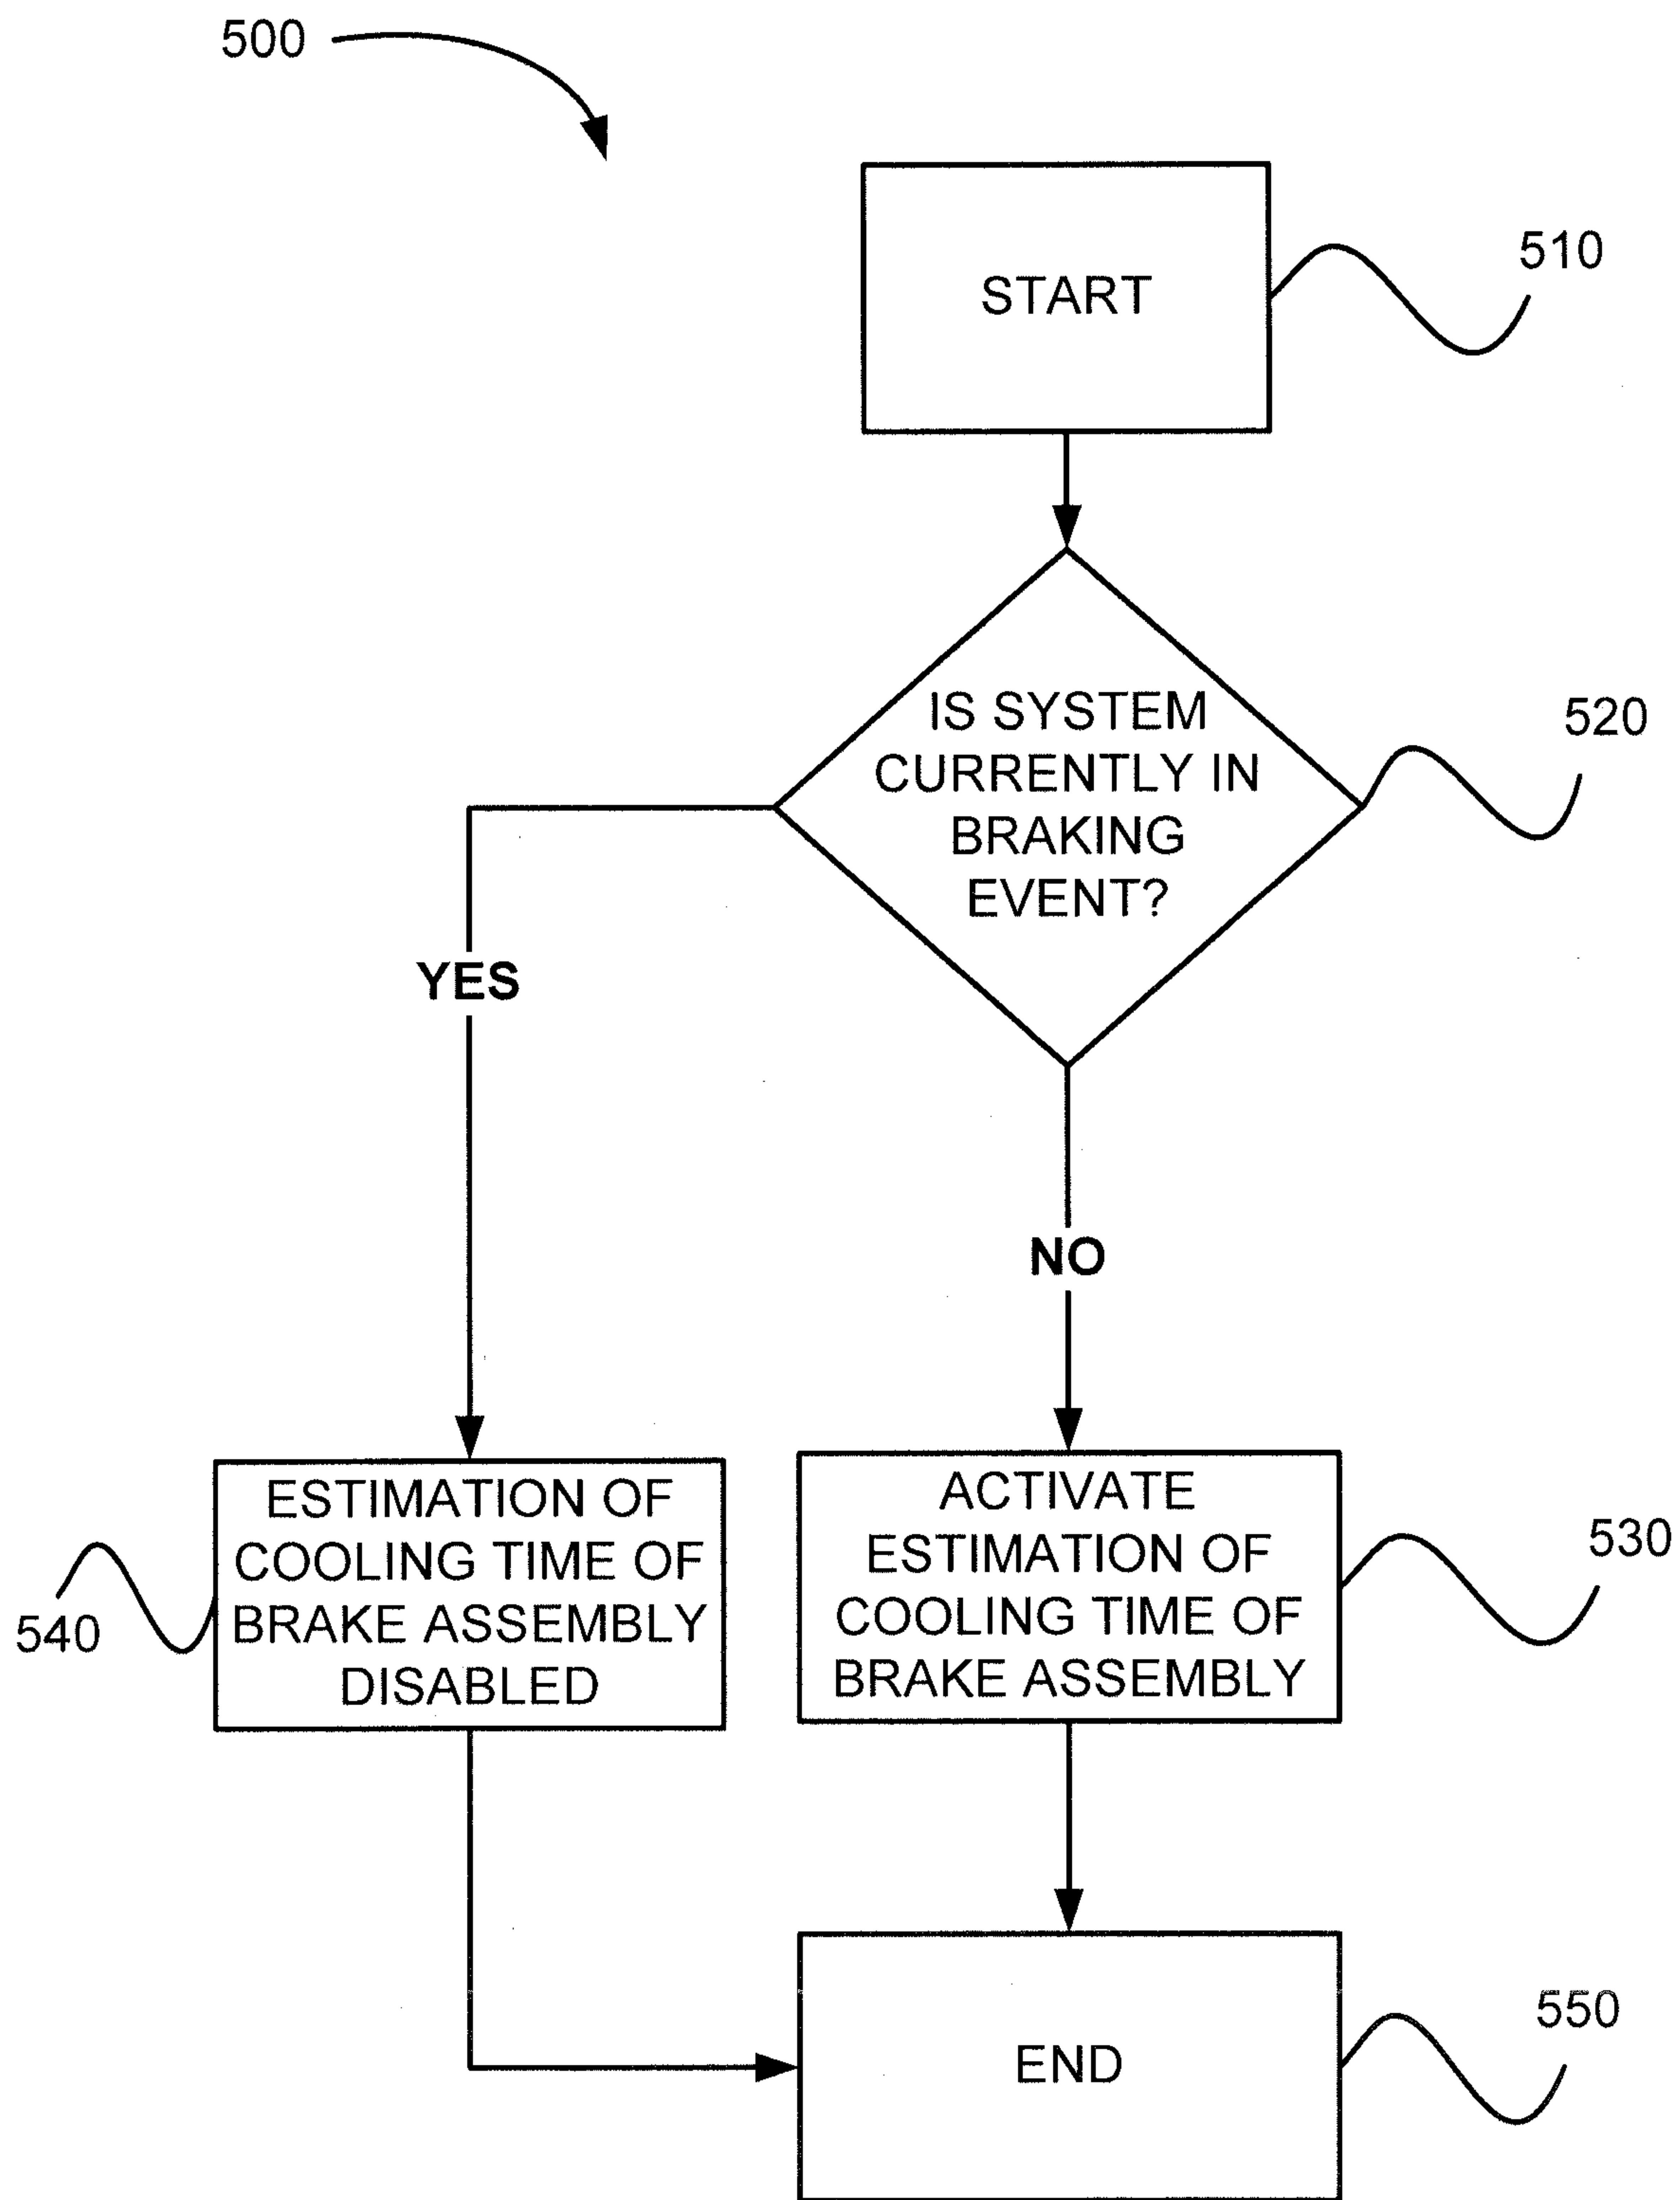 500
START
510
IS SYSTEM
CURRENTLY IN
BRAKING
EVENT?
520
YES
NO
ESTIMATION OF
COOLING TIME OF
BRAKE ASSEMBLY
DISABLED
540
ACTIVATE
ESTIMATION OF
COOLING TIME OF
BRAKE ASSEMBLY
530
END
550